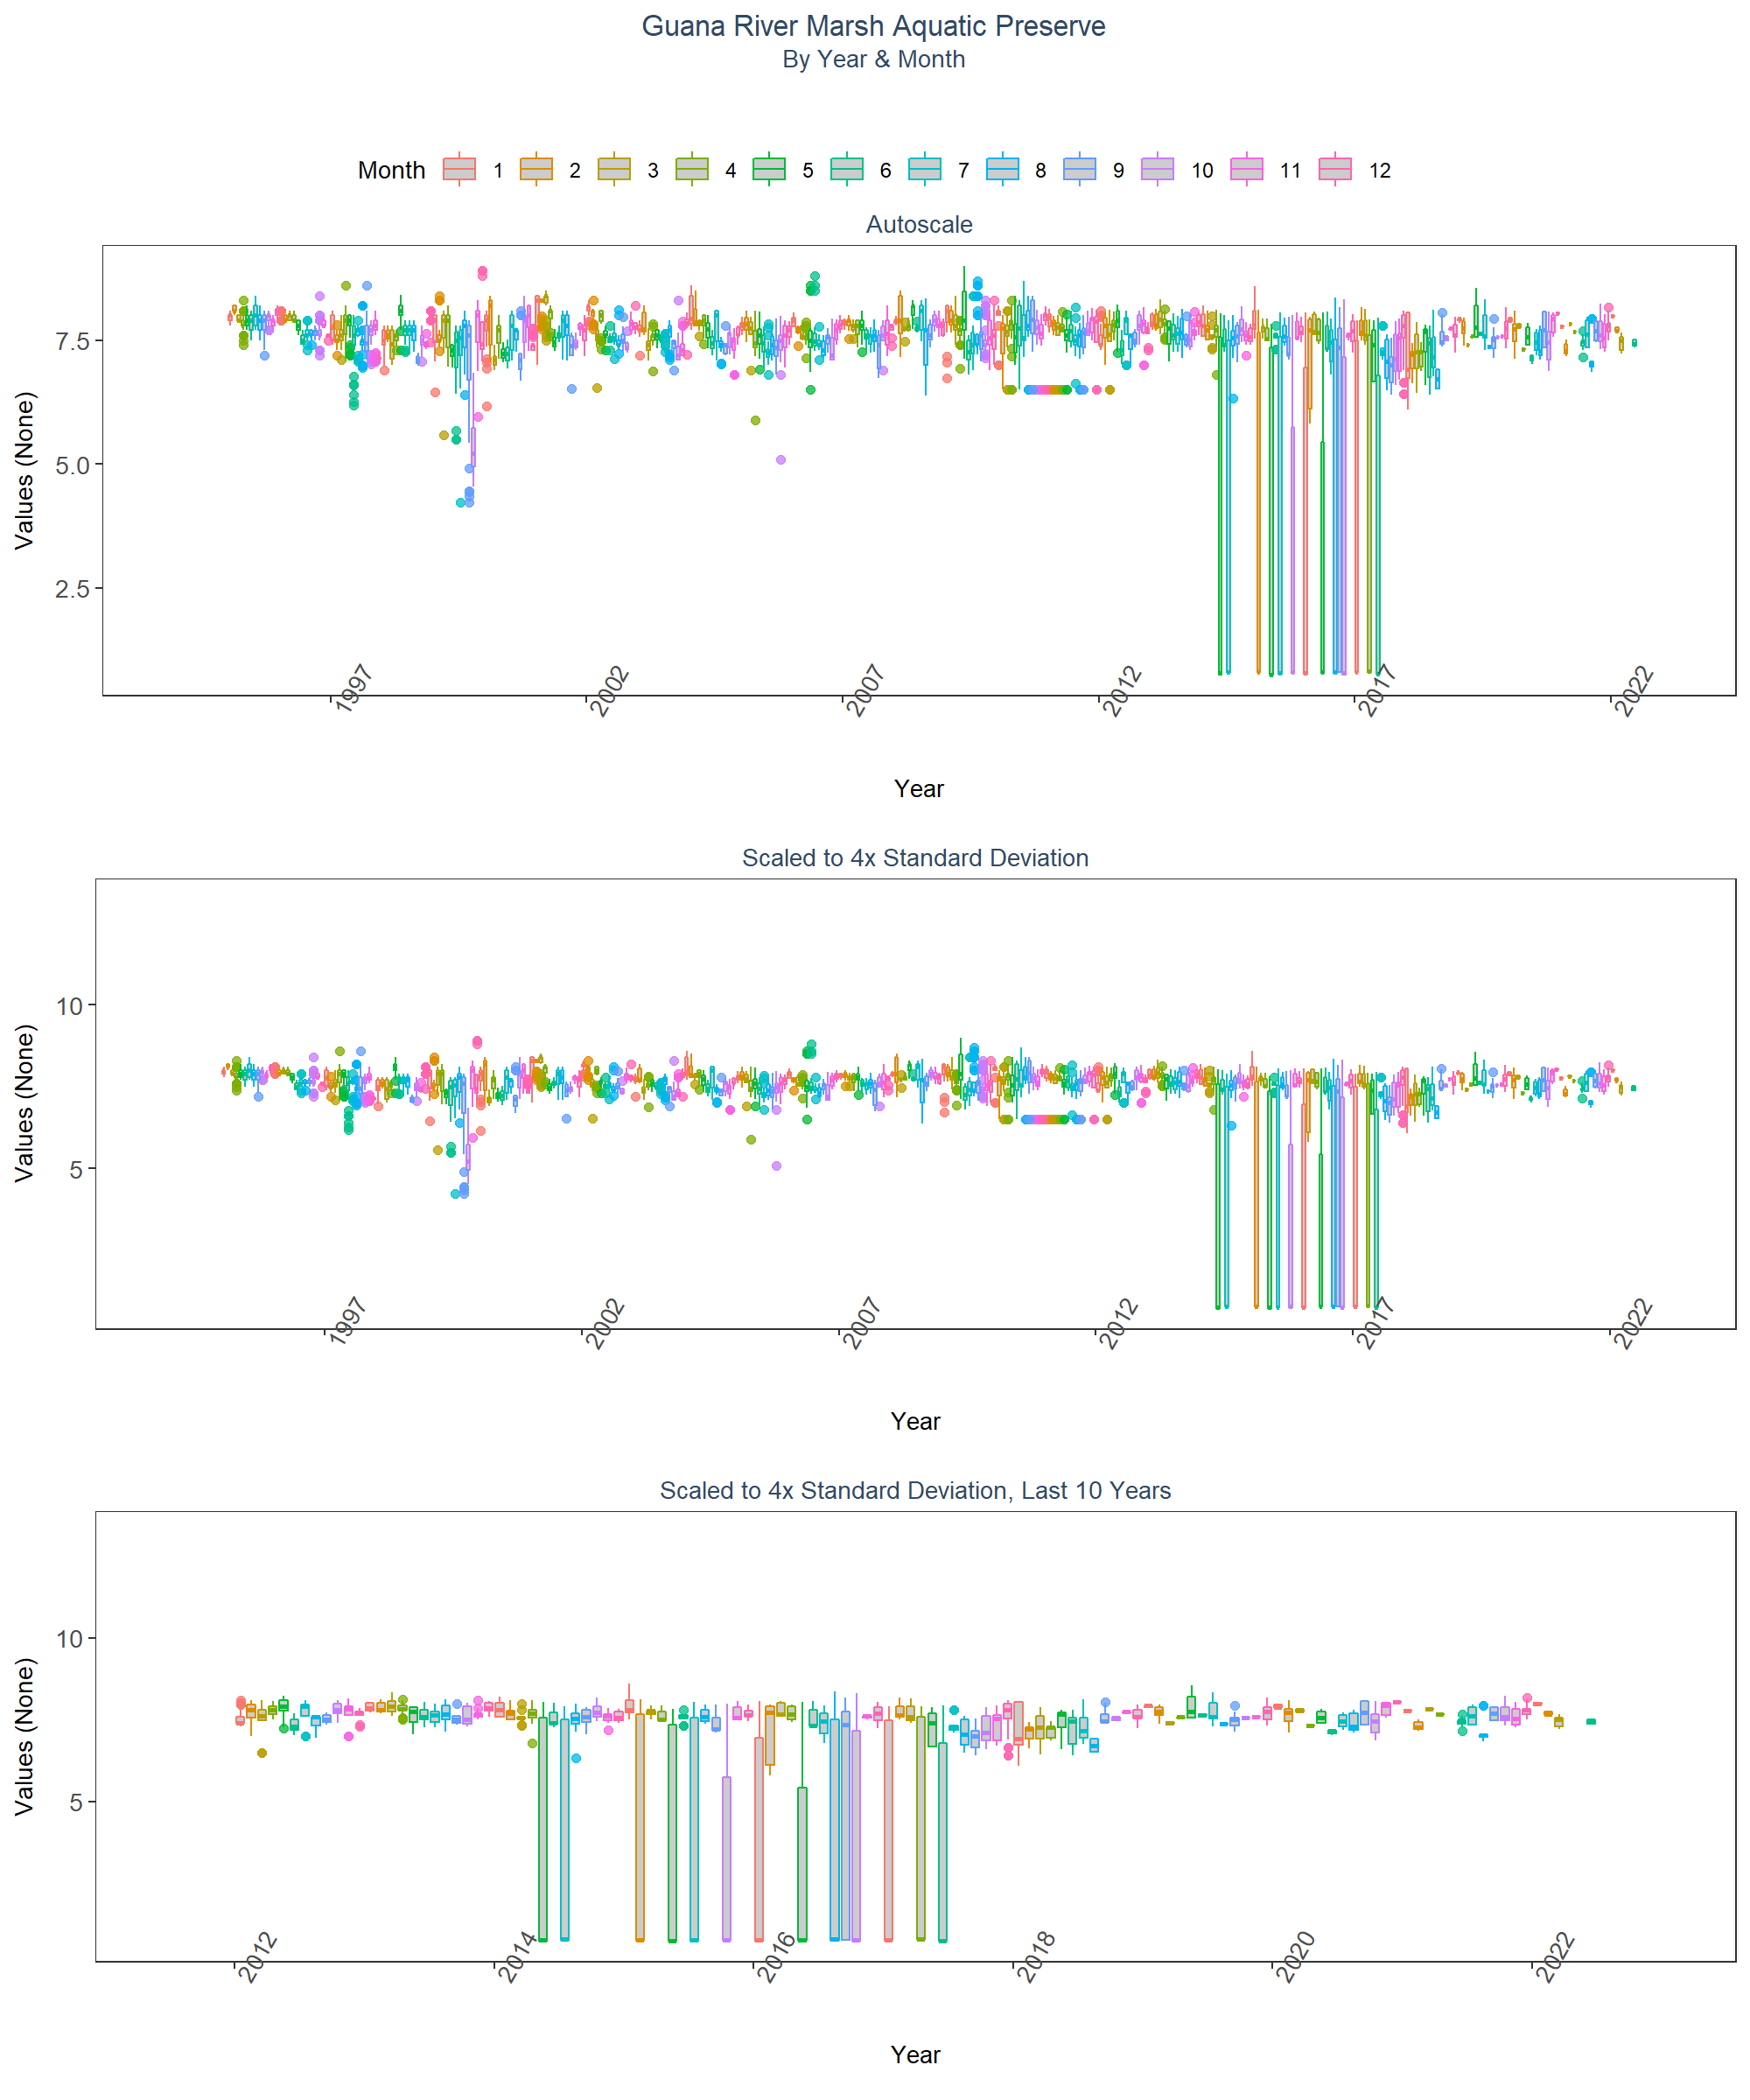 Guana River Marsh Aquatic Preserve
By Year & Month
Month 1 2 3 4 5 6 7 8 9 10 11 12
Autoscale
Values (None)
7.5
5.0
2.5
1997 2002 2007 2012 2017 2022
Year
Scaled to 4x Standard Deviation
Values (None)
10
5
1997 2002 2007 2012 2017 2022
Year
Scaled to 4x Standard Deviation, Last 10 Years
Values (None)
10
5
2012 2014 2016 2018 2020 2022
Year